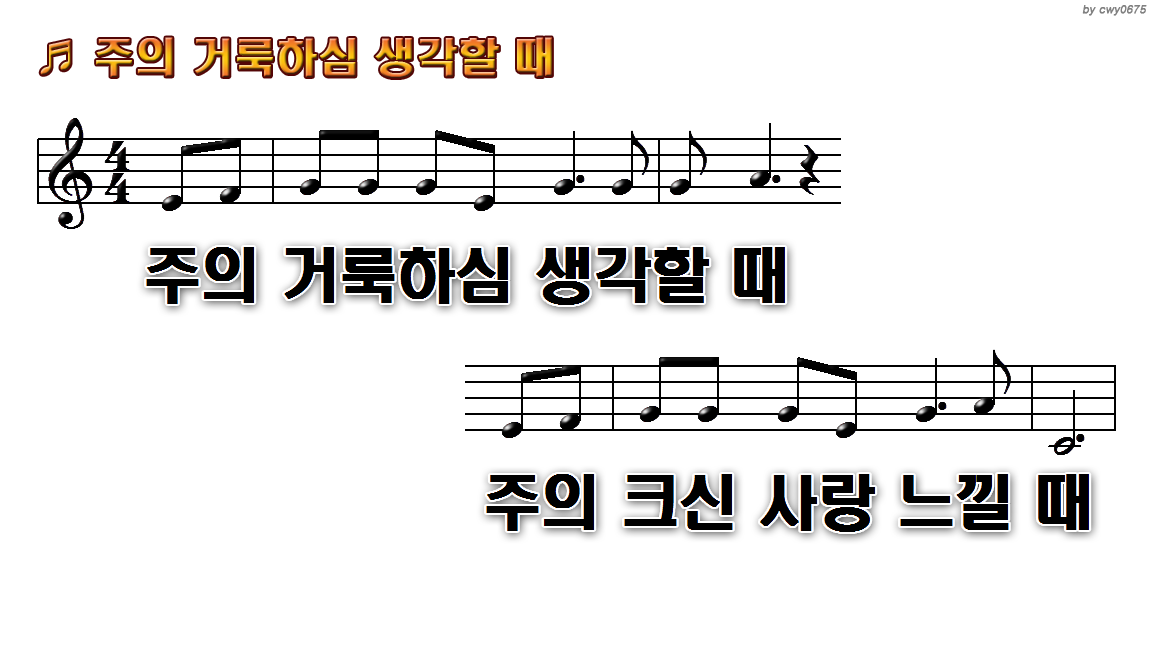 by cwy0675
♬ 주의 거룩하심 생각할 때
주의 거룩하심 생각할 때
주의 크신 사랑 느낄 때